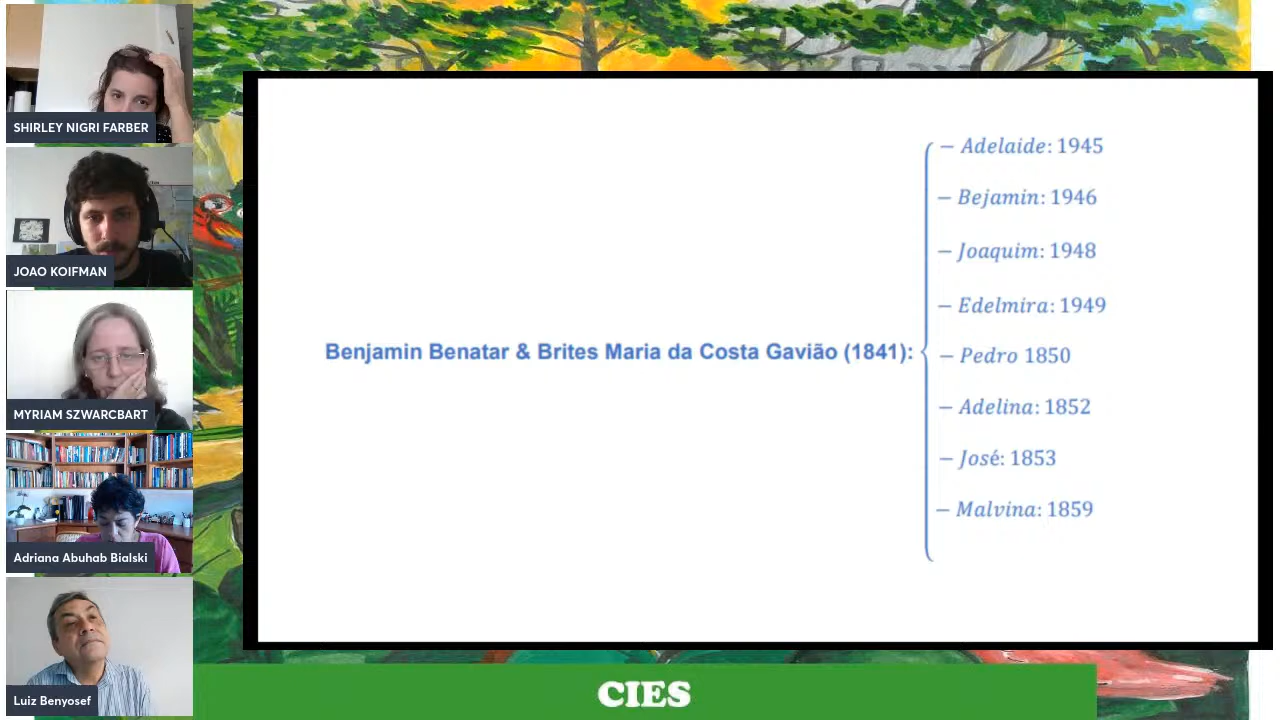 SHIRLEY NIGRI FARBER
JOAO KOIFMAN
MYRIAM SZWARCBART
Adriana Abuhab Bialski
Luiz Benyosef
Benjamin Benatar & Brites Maria da Costa Gavião (1841):
− Adelaide: 1945
− Bejamin: 1946
− Joaquim: 1948
− Edelmira: 1949
− Pedro 1850
− Adelina: 1852
− José: 1853
− Malvina: 1859
CIES